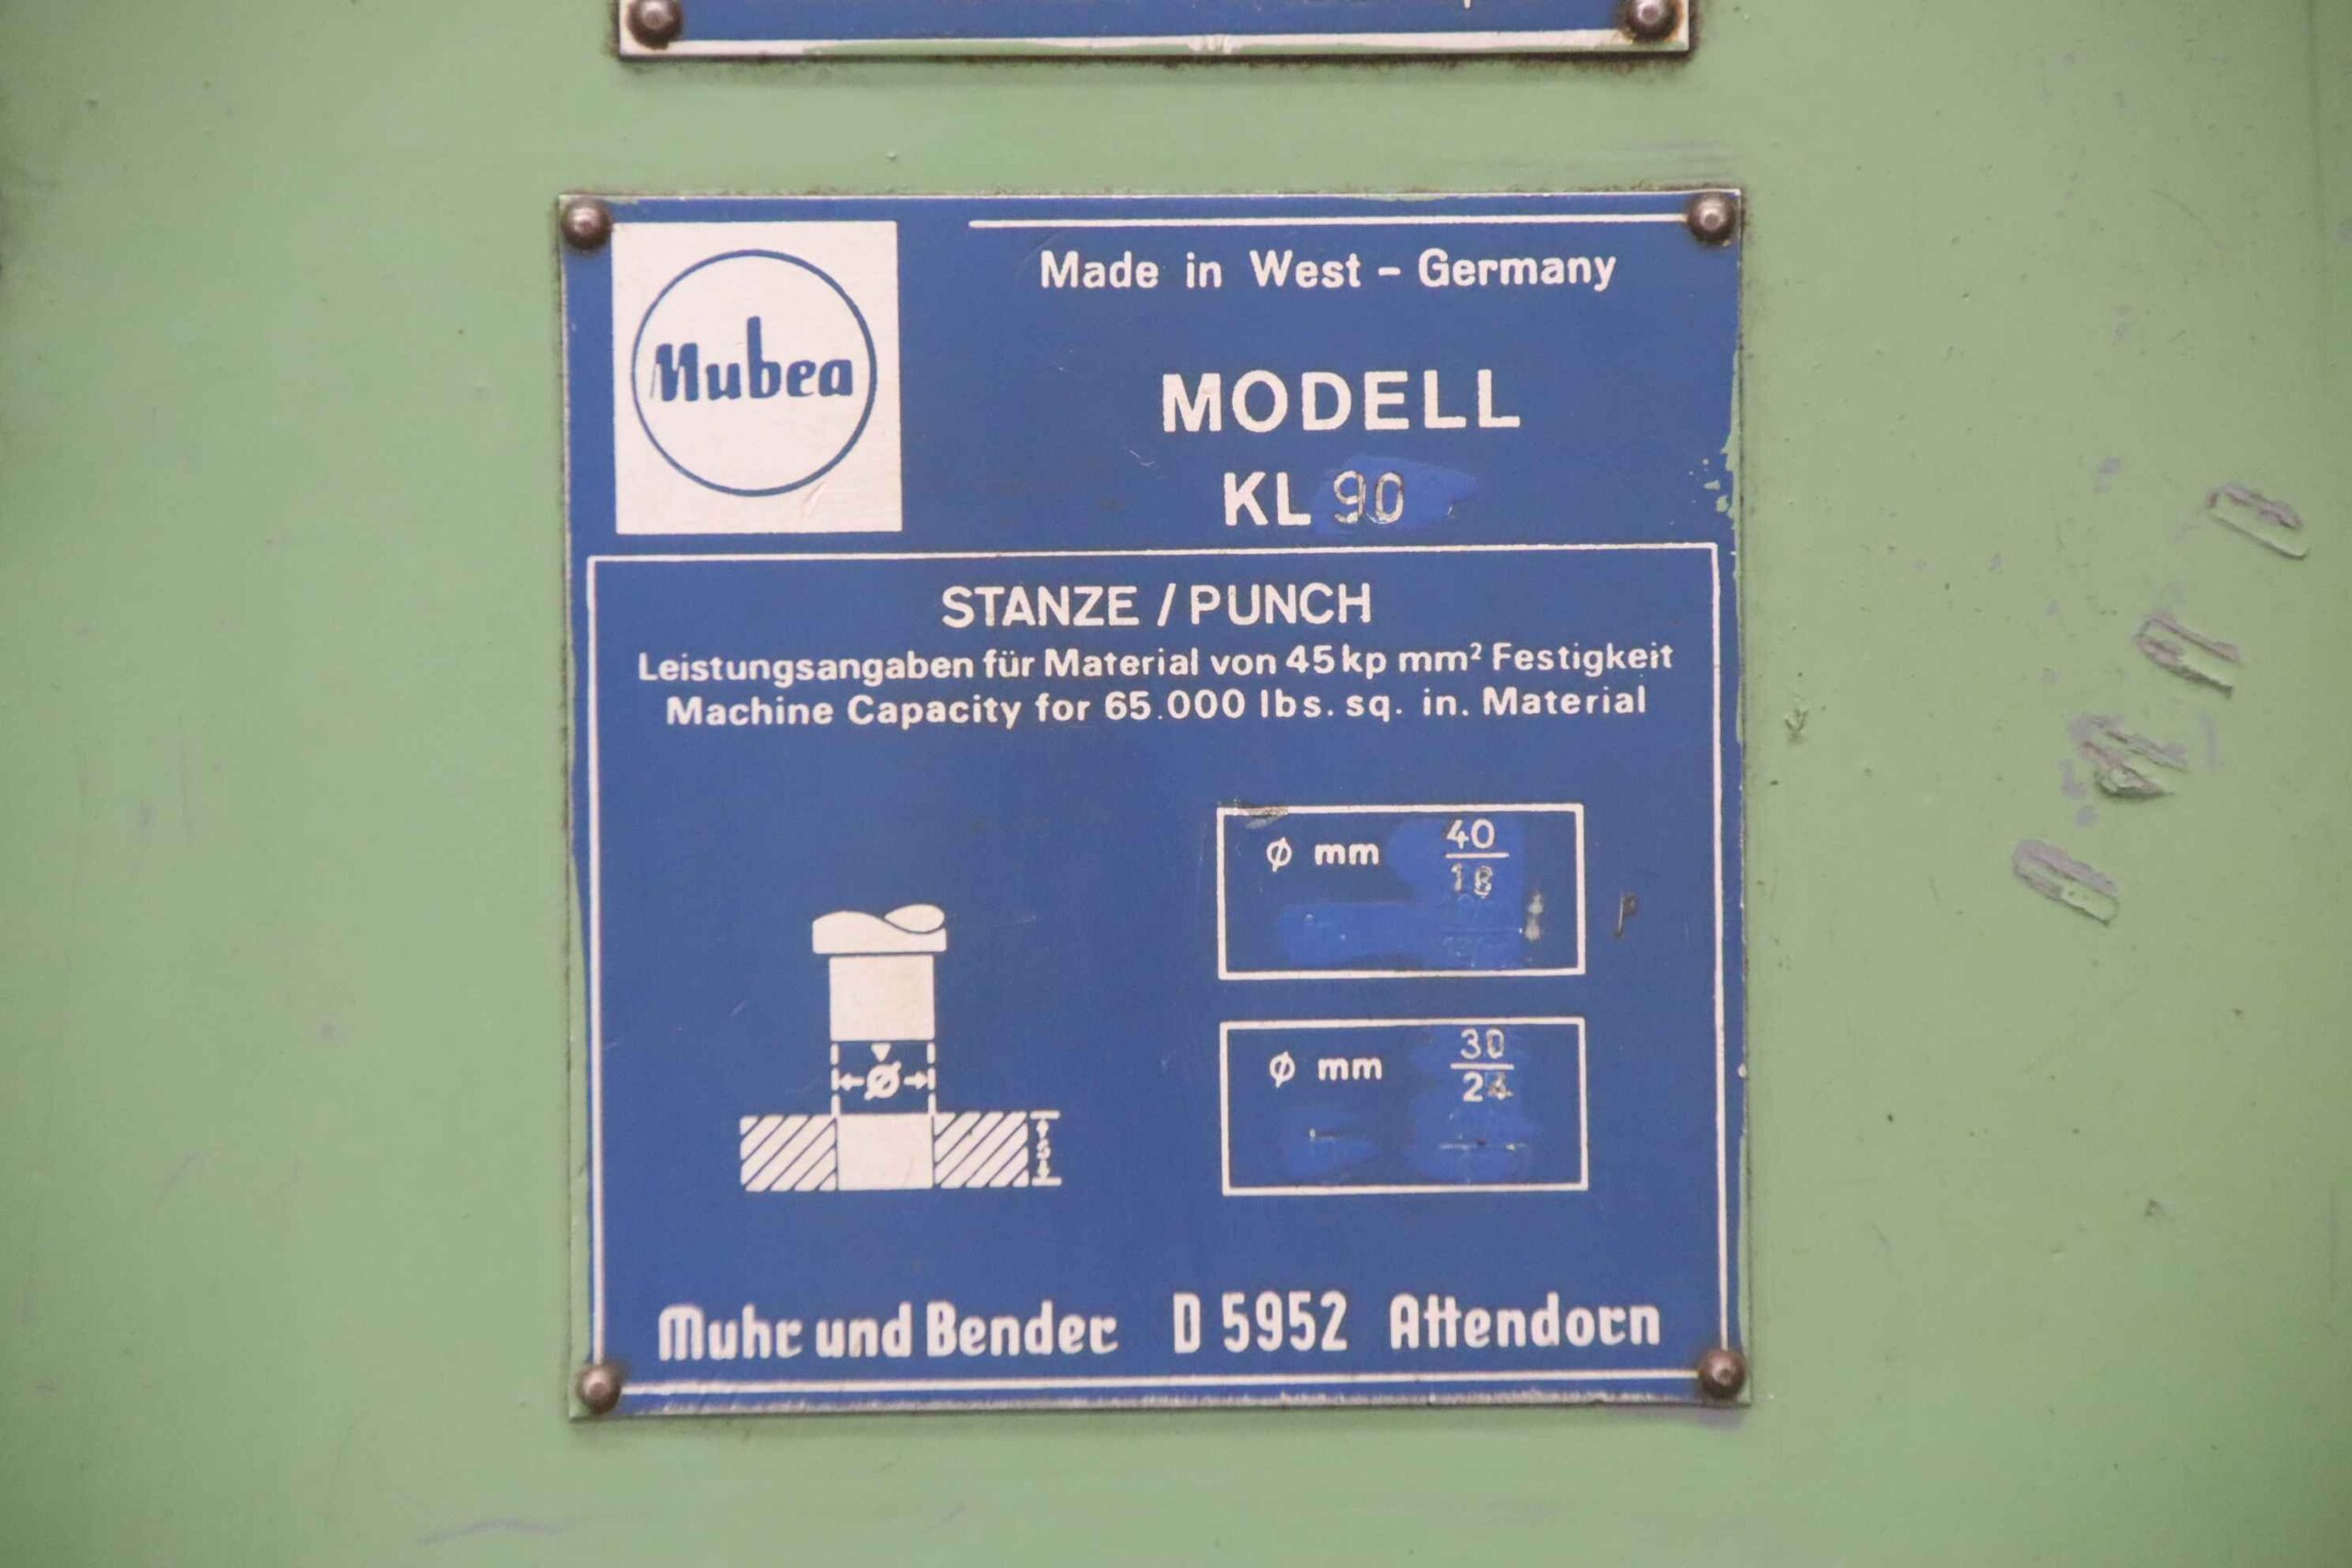 Mubea
Made in West - Germany
MODELL
KL 90
STANZE / PUNCH
Leistungsangaben für Material von 45 kp mm² Festigkeit
Machine Capacity for 65.000 lbs. sq. in. Material
ø mm 40
18
ø mm 30
24
ø
S
Muhr und Bender D 5952 Attendorn